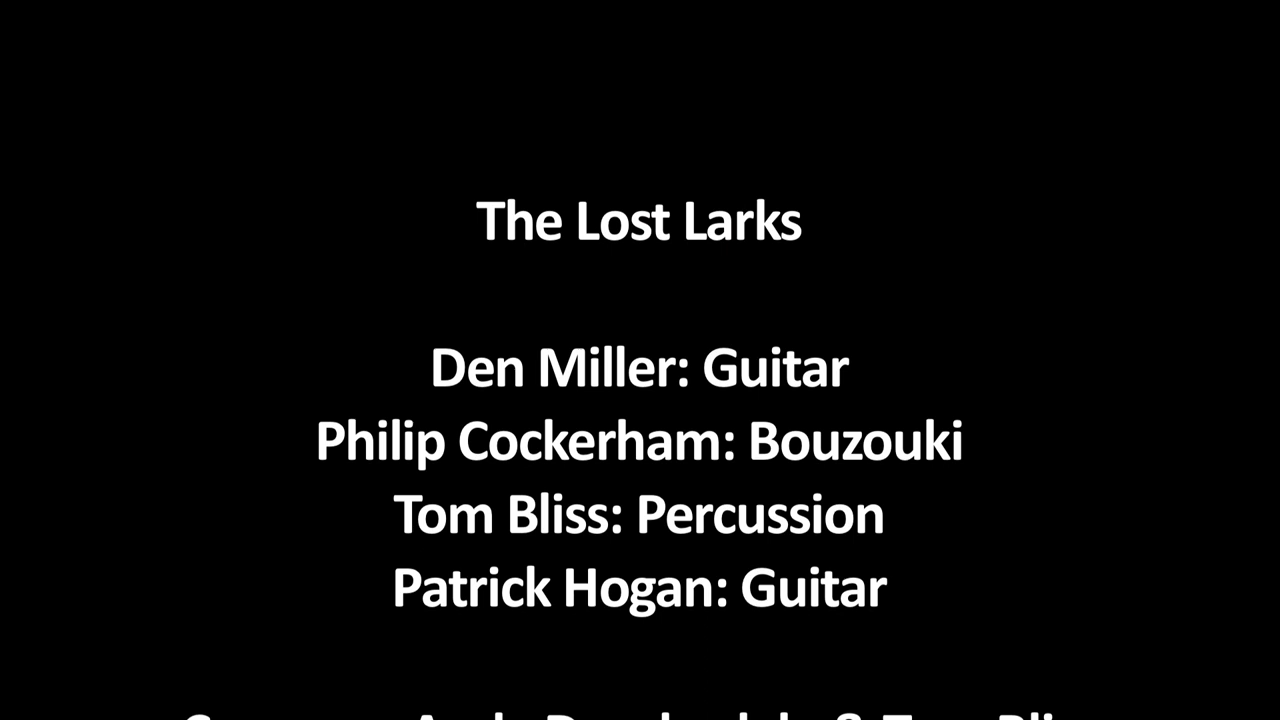 The Lost Larks
Den Miller: Guitar
Philip Cockerham: Bouzouki
Tom Bliss: Percussion
Patrick Hogan: Guitar